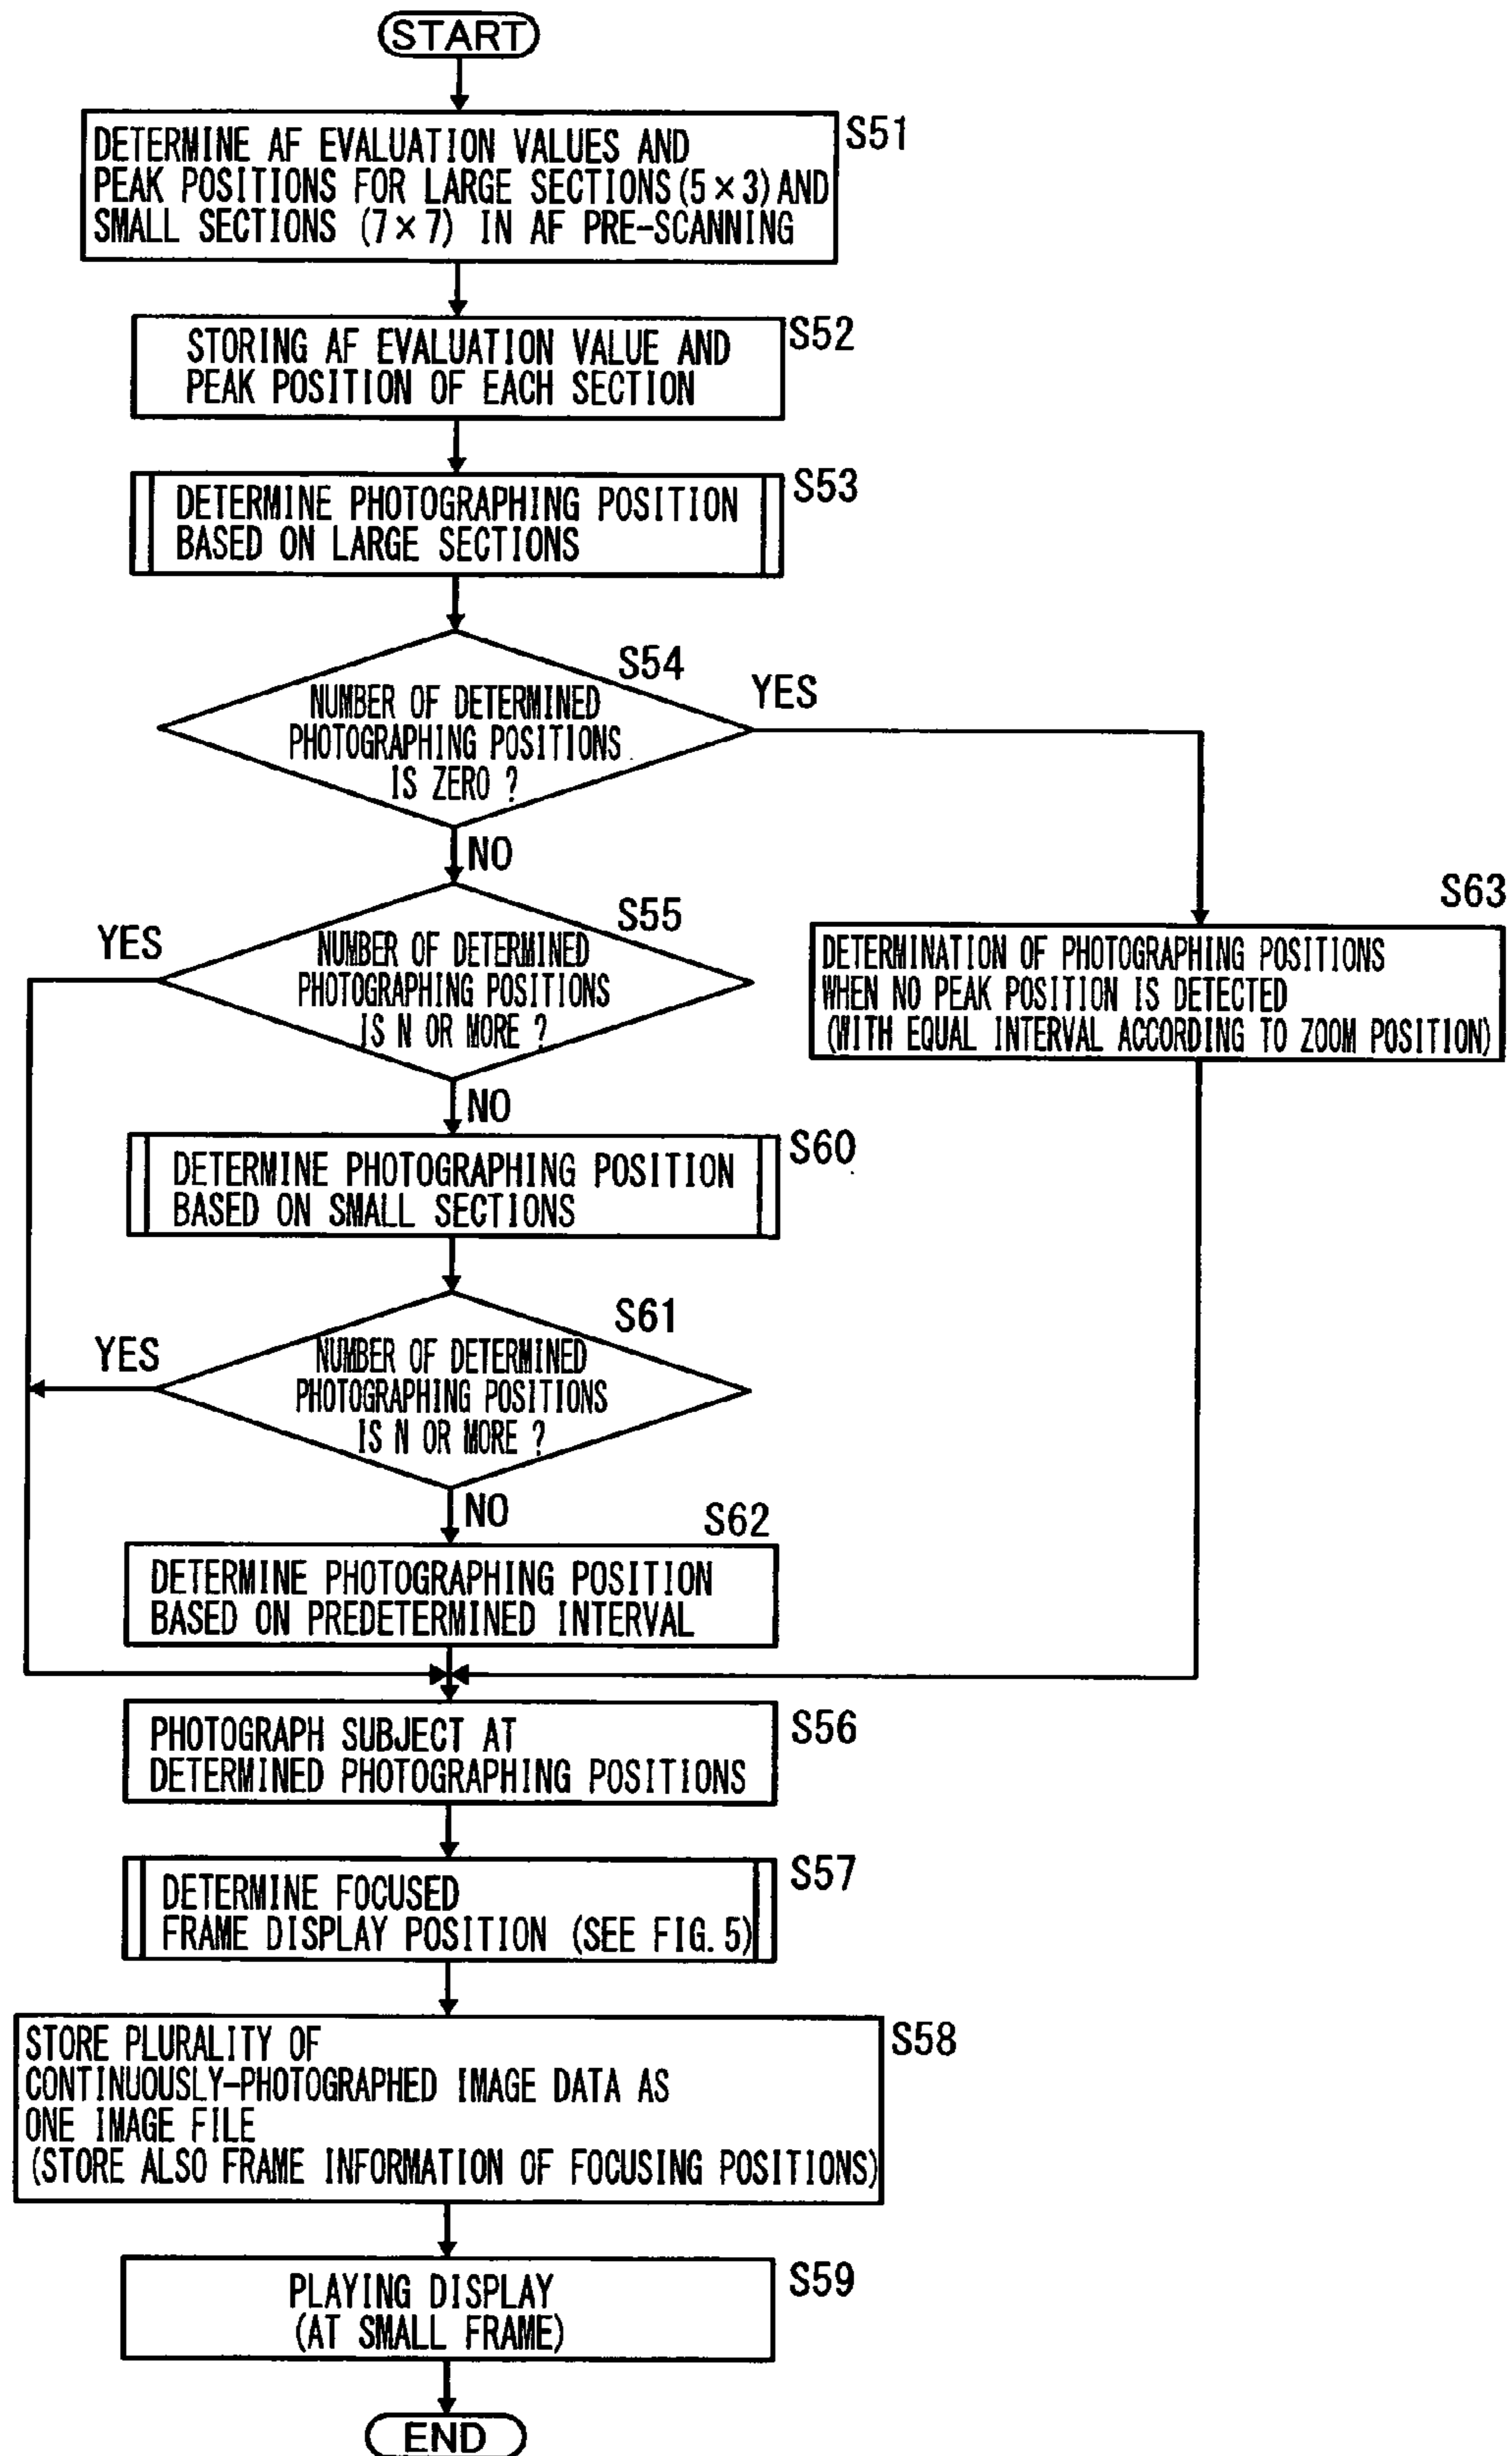 START
S51
DETERMINE AF EVALUATION VALUES AND
PEAK POSITIONS FOR LARGE SECTIONS(5×3)AND
SMALL SECTIONS (7×7) IN AF PRE-SCANNING
S52
STORING AF EVALUATION VALUE AND
PEAK POSITION OF EACH SECTION
S53
DETERMINE PHOTOGRAPHING POSITION
BASED ON LARGE SECTIONS
S54
NUMBER OF DETERMINED
PHOTOGRAPHING POSITIONS
IS ZERO ?
YES
NO
S55
NUMBER OF DETERMINED
PHOTOGRAPHING POSITIONS
IS N OR MORE ?
YES
NO
S63
DETERMINATION OF PHOTOGRAPHING POSITIONS
WHEN NO PEAK POSITION IS DETECTED
(WITH EQUAL INTERVAL ACCORDING TO ZOOM POSITION)
S60
DETERMINE PHOTOGRAPHING POSITION
BASED ON SMALL SECTIONS
S61
NUMBER OF DETERMINED
PHOTOGRAPHING POSITIONS
IS N OR MORE ?
YES
NO
S62
DETERMINE PHOTOGRAPHING POSITION
BASED ON PREDETERMINED INTERVAL
S56
PHOTOGRAPH SUBJECT AT
DETERMINED PHOTOGRAPHING POSITIONS
S57
DETERMINE FOCUSED
FRAME DISPLAY POSITION (SEE FIG.5)
S58
STORE PLURALITY OF
CONTINUOUSLY-PHOTOGRAPHED IMAGE DATA AS
ONE IMAGE FILE
(STORE ALSO FRAME INFORMATION OF FOCUSING POSITIONS)
S59
PLAYING DISPLAY
(AT SMALL FRAME)
END